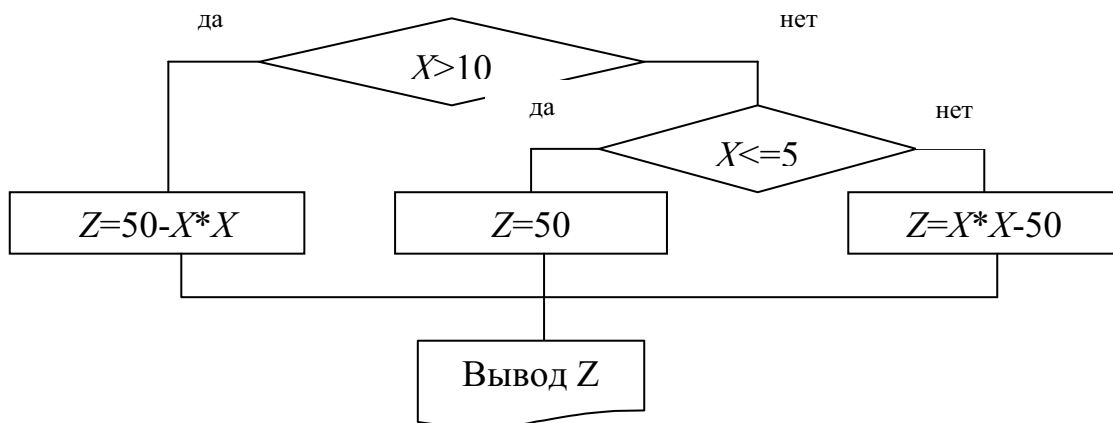 да
нет
X>10
да
нет
X<=5
Z=50-X*X
Z=50
Z=X*X-50
Вывод Z